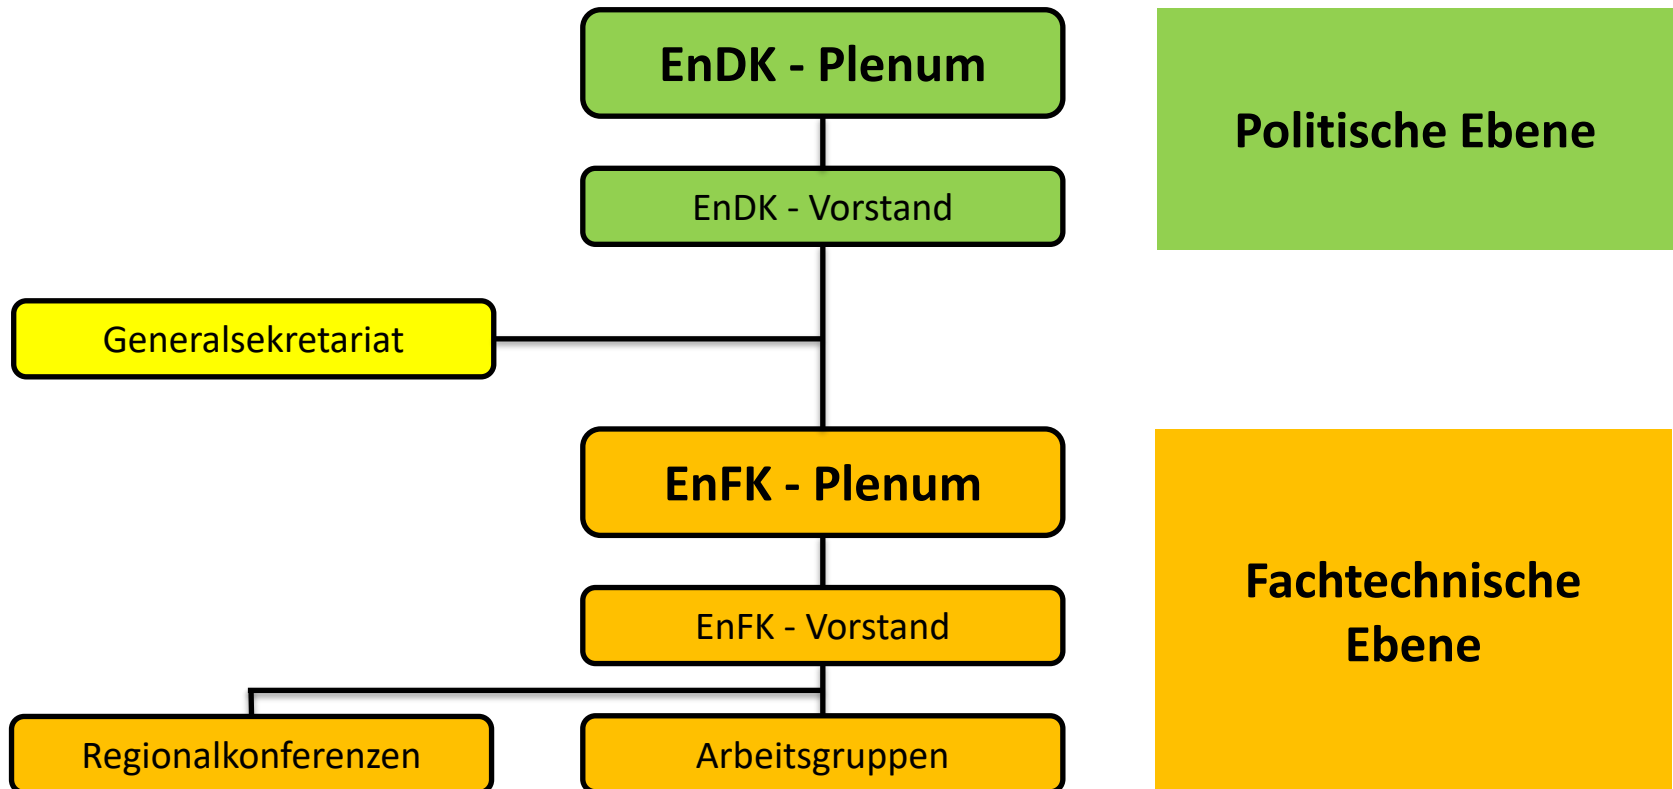 EnDK - Plenum
Politische Ebene
EnDK - Vorstand
Generalsekretariat
EnFK - Plenum
Fachtechnische
Ebene
EnFK - Vorstand
Regionalkonferenzen
Arbeitsgruppen